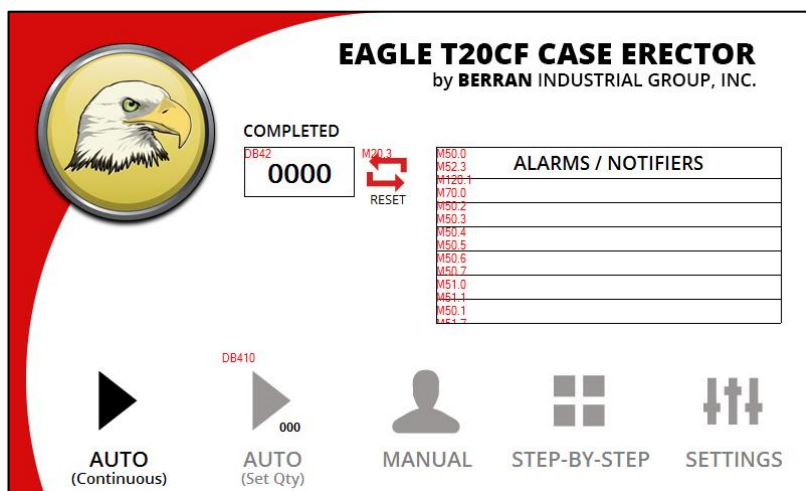 EAGLE T20CF CASE ERECTOR
by BERRAN INDUSTRIAL GROUP, INC.
COMPLETED
DB42
0000
M20.3
RESET
ALARMS / NOTIFIERS
M50.0
M52.3
M120.1
M70.0
M50.2
M50.3
M50.4
M50.5
M50.6
M50.7
M51.0
M51.1
M50.1
M51.7
DB410
000
AUTO
(Continuous)
AUTO
(Set Qty)
MANUAL
STEP-BY-STEP
SETTINGS